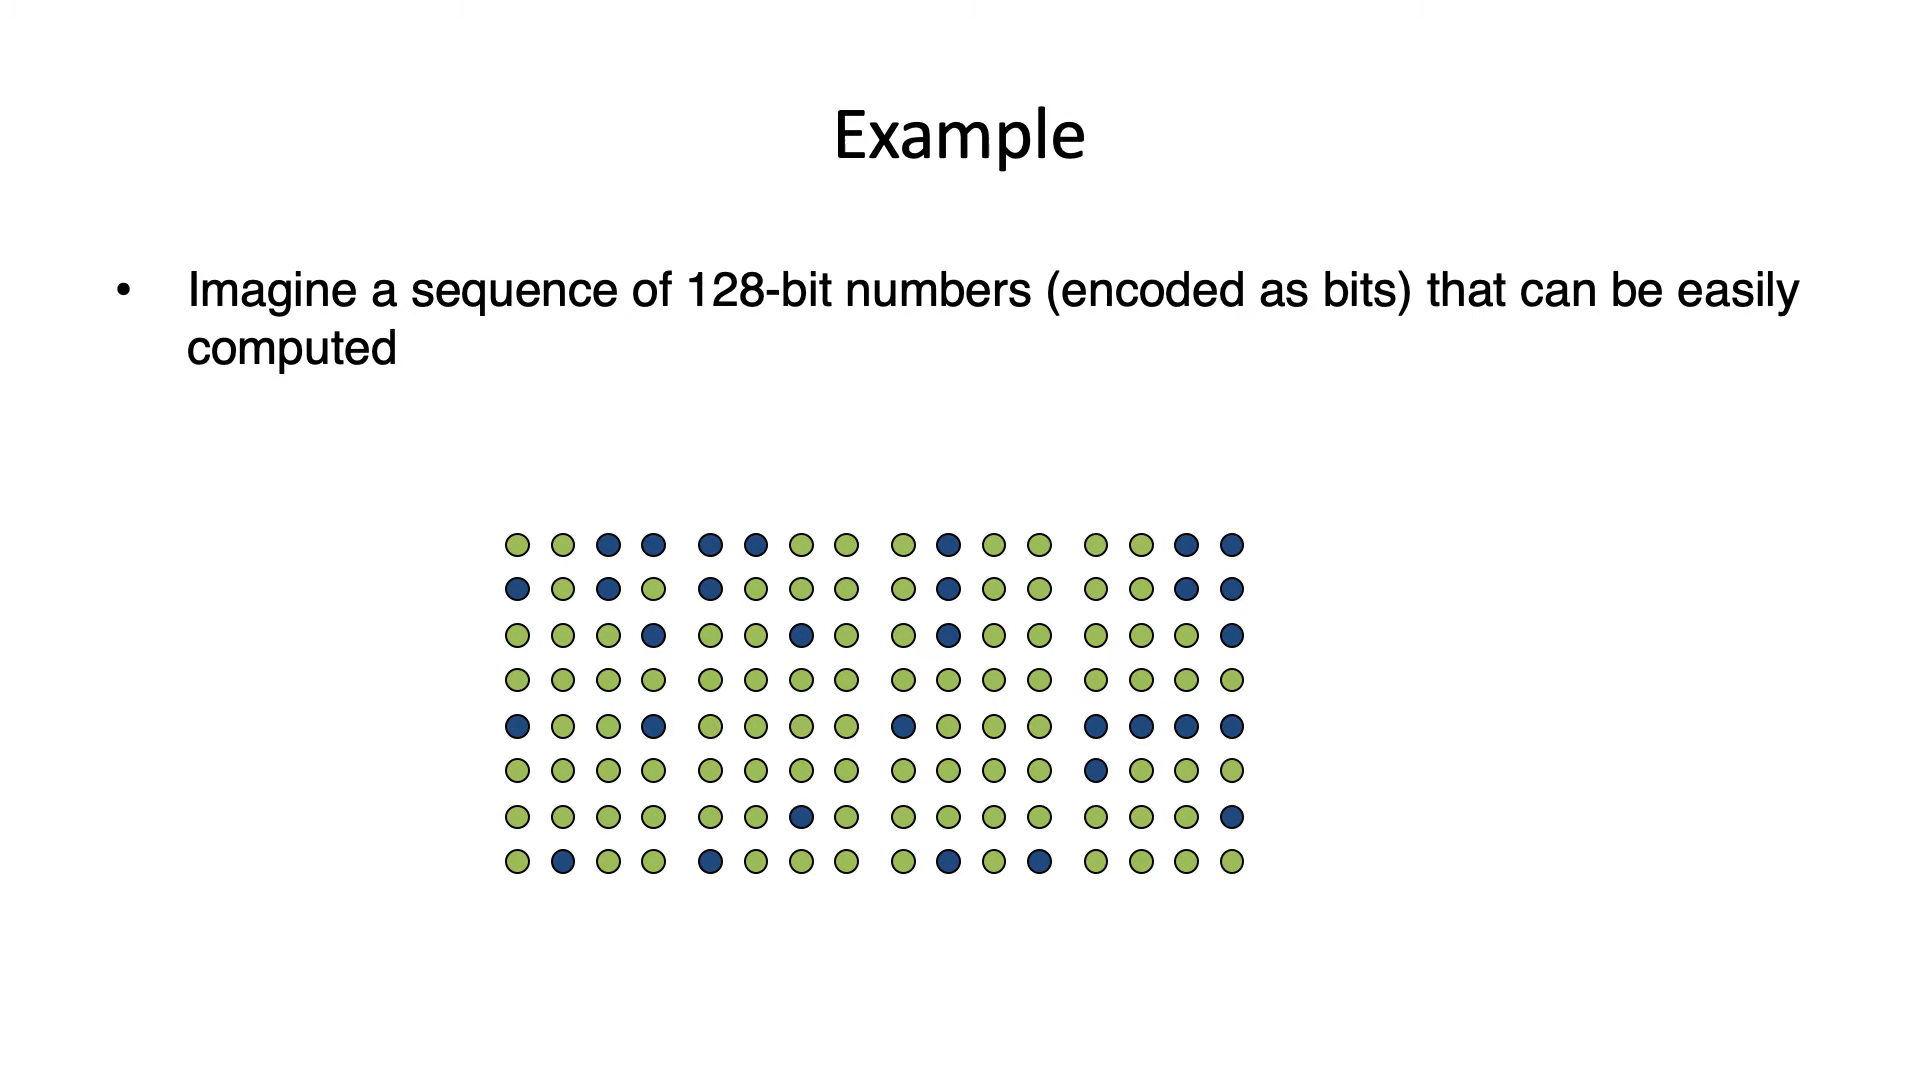 Example
• Imagine a sequence of 128-bit numbers (encoded as bits) that can be easily
computed